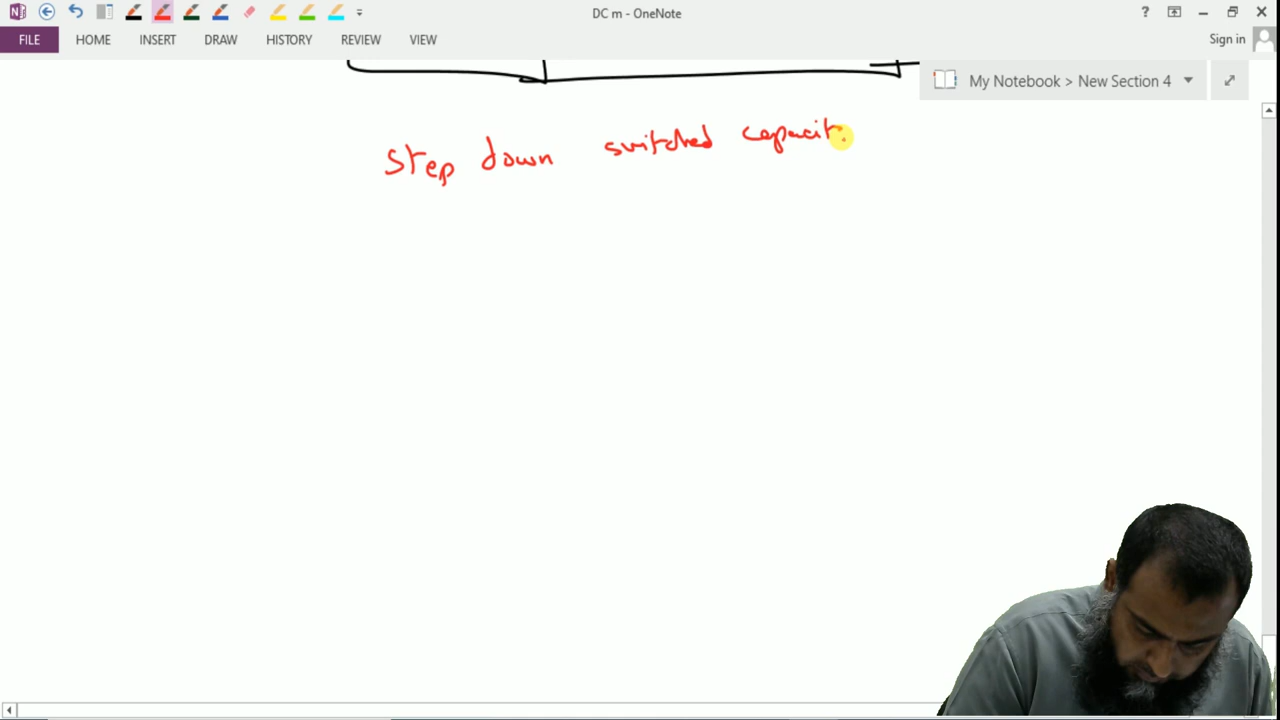 DC m - OneNote
?
FILE HOME INSERT DRAW HISTORY REVIEW VIEW
Sign in
My Notebook > New Section 4
Step down switched capacit